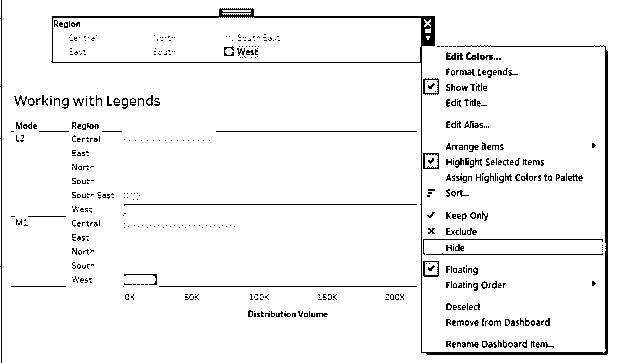 Region
Central North South East
East South West
Edit Colors...
Format Legends...
Show Title
Edit Title...
Edit Alias...
Arrange Items
Highlight Selected Items
Assign Highlight Colors to Palette
Sort...
Keep Only
Exclude
Hide
Floating
Floating Order
Deselect
Remove from Dashboard
Rename Dashboard Item...
Working with Legends
Mode Region
Central
East
North
South
South East
West
M1 Central
East
North
South
West
0K 50K 100K 150K 200K
Distribution Volume